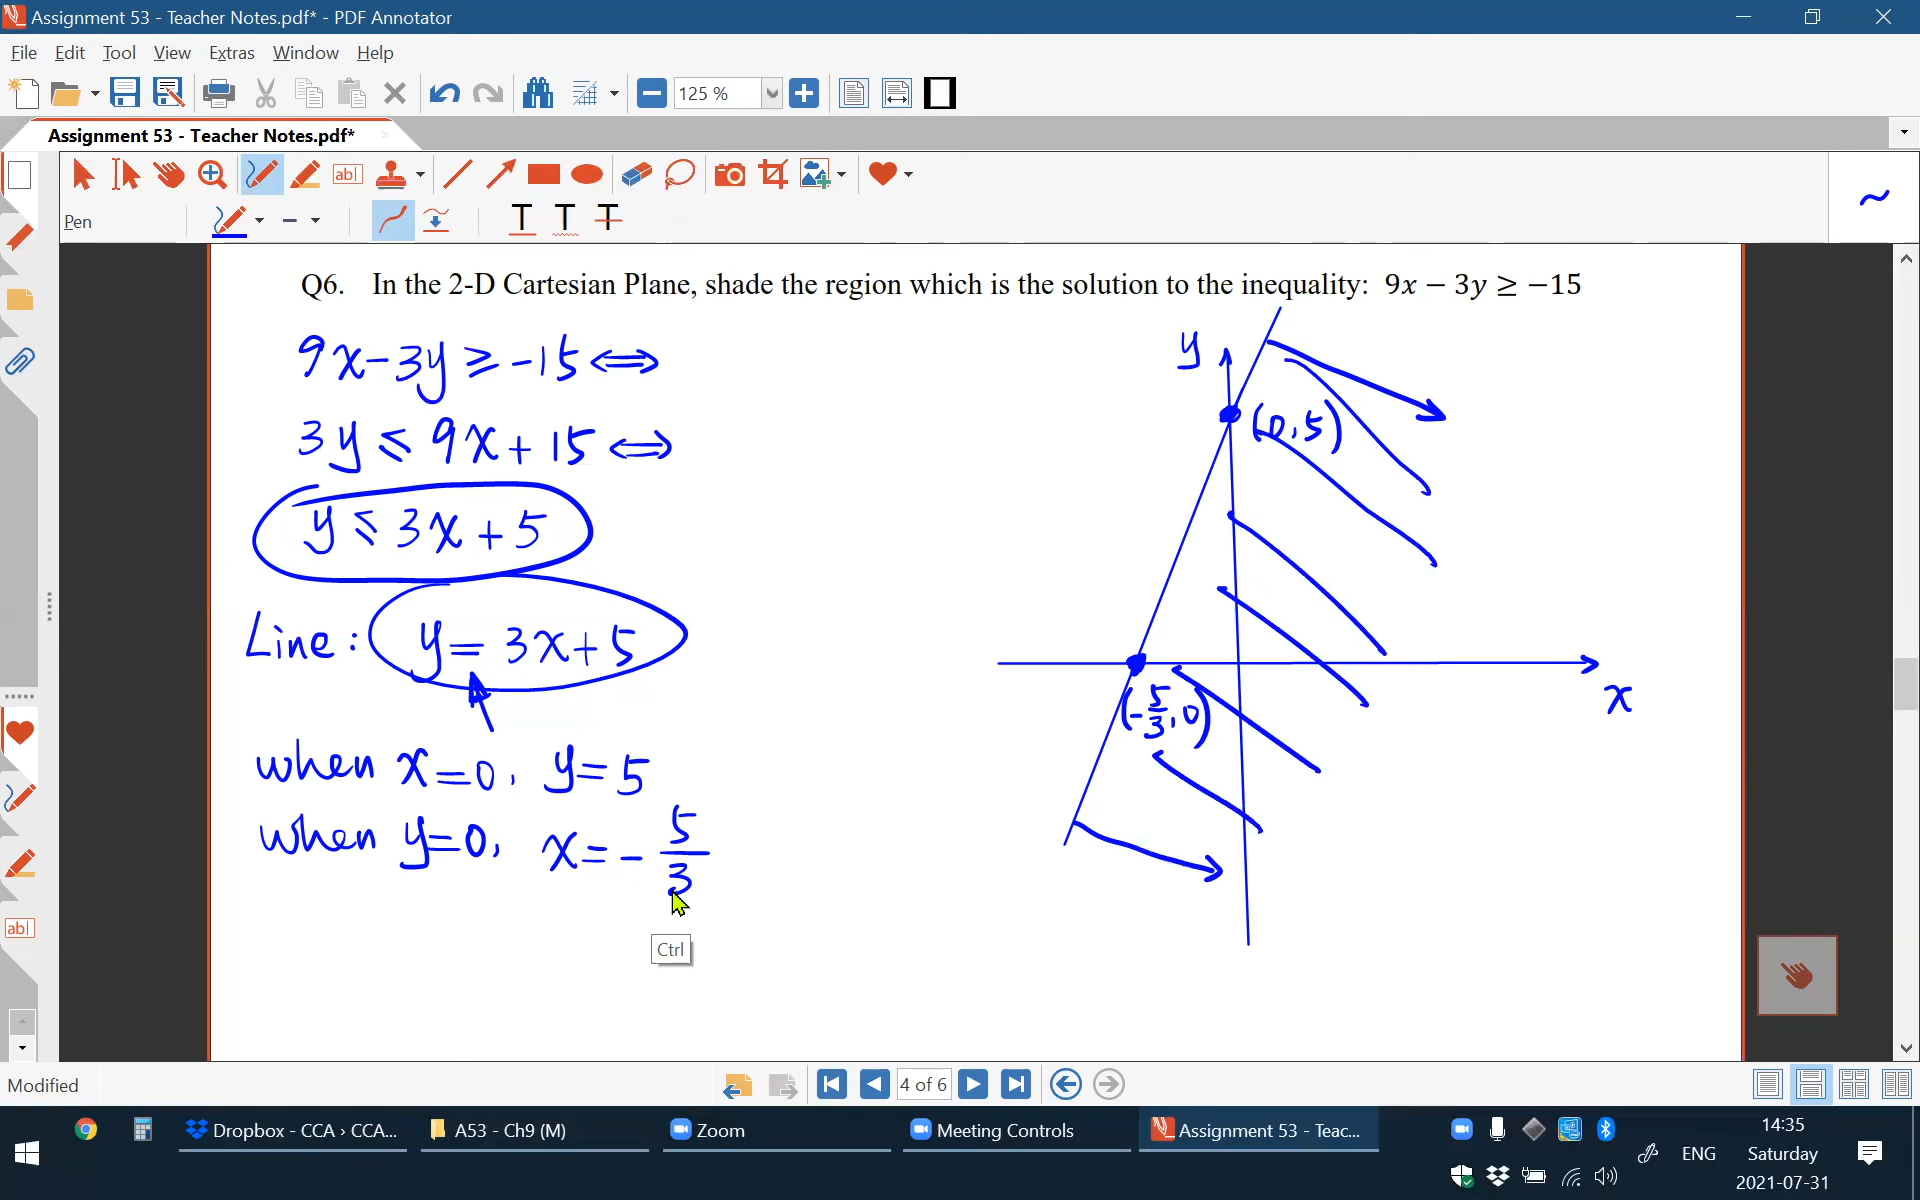 Assignment 53 - Teacher Notes.pdf* - PDF Annotator
File Edit Tool View Extras Window Help
125 %
Assignment 53 - Teacher Notes.pdf*
ab|
Pen
T T T
Q6. In the 2-D Cartesian Plane, shade the region which is the solution to the inequality: 9x − 3y ≥ −15
9x-3y ≥ -15 ⟺
3y ≤ 9x + 15 ⟺
y ≤ 3x + 5
Line: y = 3x+5
when x=0, y=5
when y=0, x= - 5/3
y
(0,5)
(-5/3, 0)
x
Ctrl
ab|
Modified
4 of 6
Dropbox - CCA › CCA...
A53 - Ch9 (M)
Zoom
Meeting Controls
Assignment 53 - Teac...
ENG
14:35
Saturday
2021-07-31